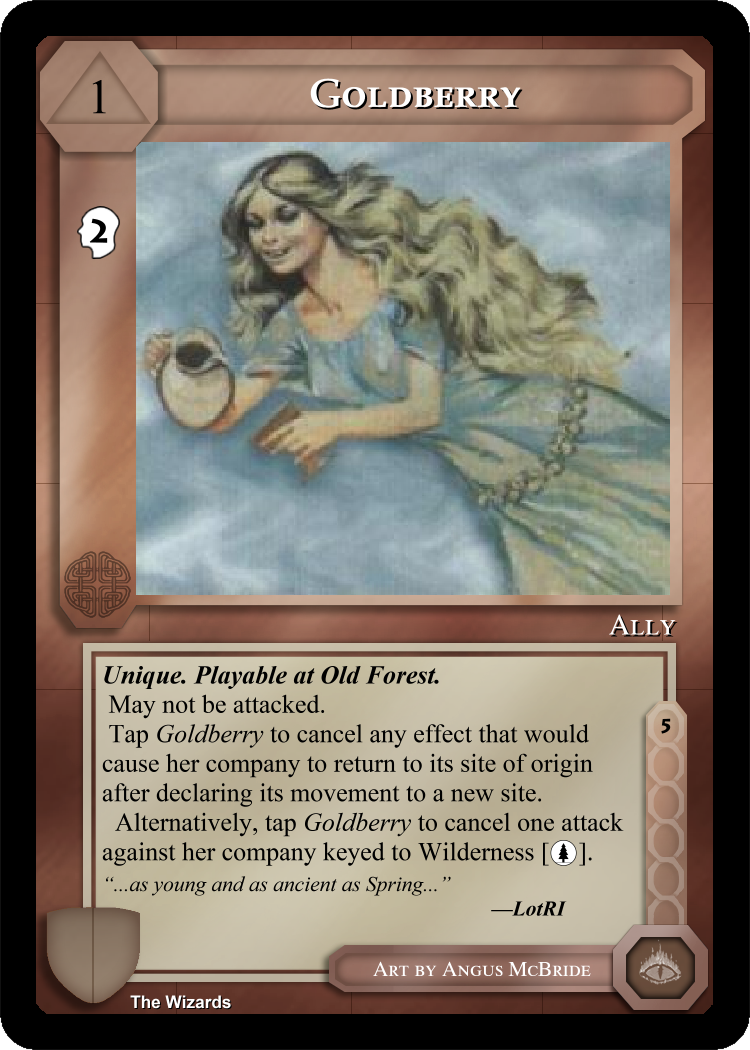 1
GOLDBERRY
2
ALLY
Unique. Playable at Old Forest.
May not be attacked.
Tap Goldberry to cancel any effect that would
cause her company to return to its site of origin
after declaring its movement to a new site.
Alternatively, tap Goldberry to cancel one attack
against her company keyed to Wilderness [ ].
“...as young and as ancient as Spring...”
—LotRI
5
ART BY ANGUS MCBRIDE
The Wizards